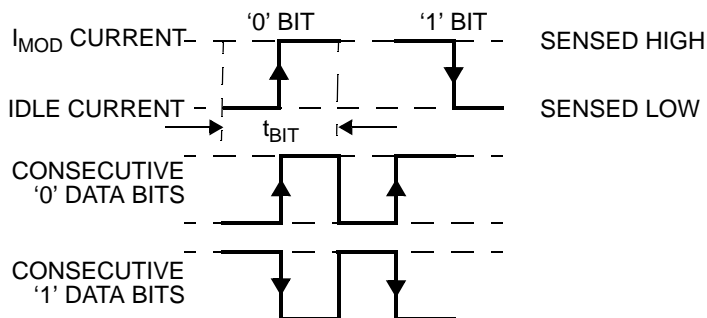 ‘0’ BIT ‘1’ BIT
I_MOD CURRENT SENSED HIGH
IDLE CURRENT SENSED LOW
t_BIT
CONSECUTIVE
‘0’ DATA BITS
CONSECUTIVE
‘1’ DATA BITS